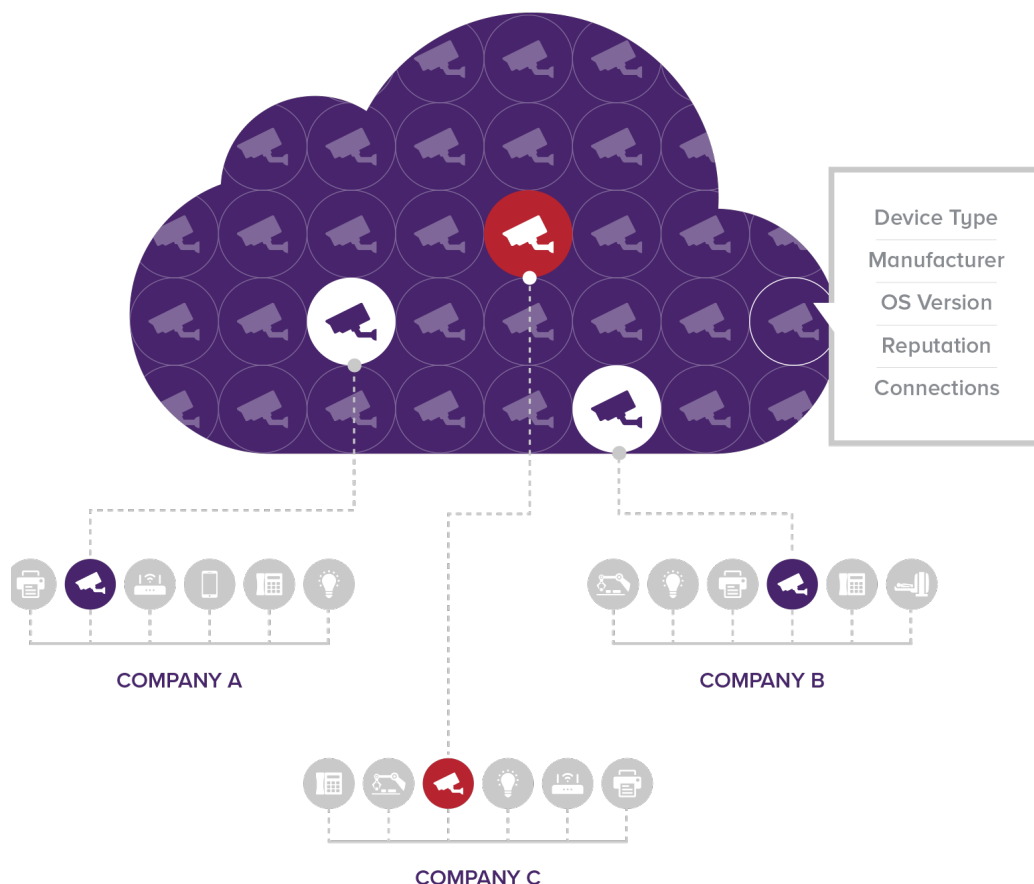 Device Type
Manufacturer
OS Version
Reputation
Connections
COMPANY A
COMPANY B
COMPANY C